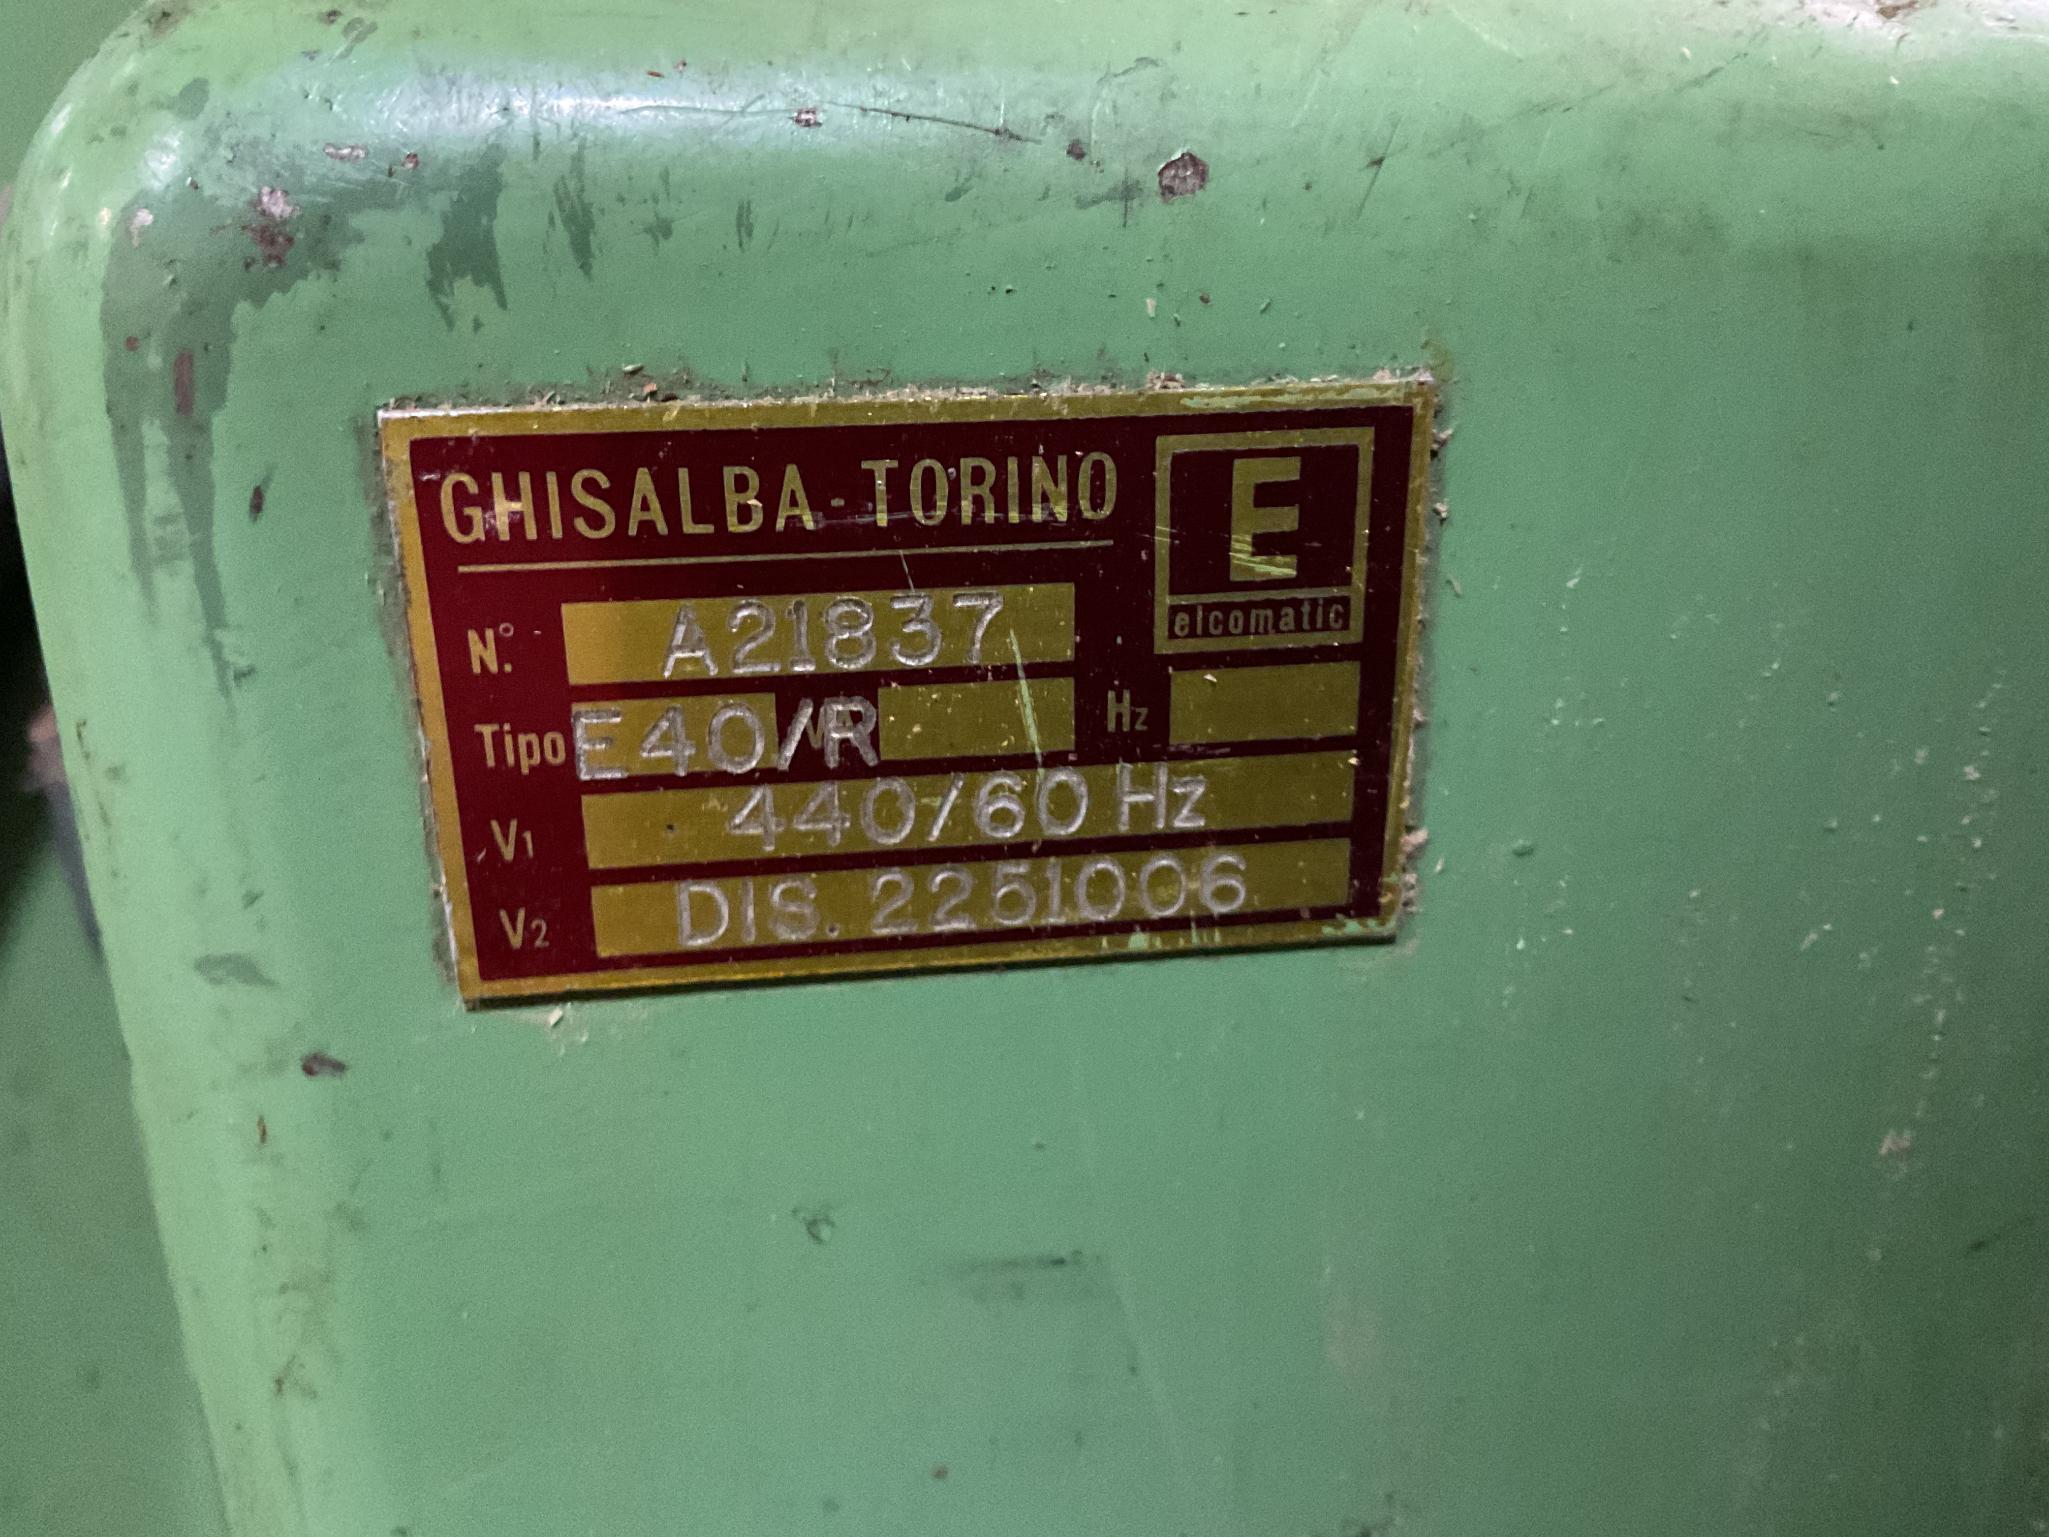 GHISALBA - TORINO
E
elcomatic
N.° A21837
Tipo E40/R Hz
V1 440/60 Hz
V2 DIS. 2251006